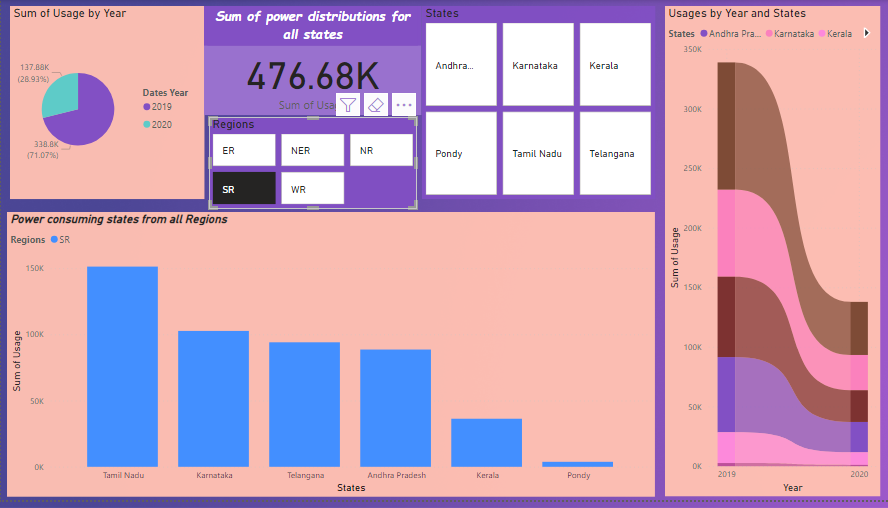 Sum of Usage by Year
137.88K
(28.93%)
338.8K
(71.07%)
Dates Year
2019
2020
Sum of power distributions for
all states
476.68K
Sum of Usa
Regions
ER
NER
NR
SR
WR
States
Andhra...
Karnataka
Kerala
Pondy
Tamil Nadu
Telangana
Power consuming states from all Regions
Regions SR
Sum of Usage
150K
100K
50K
0K
Tamil Nadu
Karnataka
Telangana
Andhra Pradesh
Kerala
Pondy
States
Usages by Year and States
States Andhra Pra... Karnataka Kerala
Sum of Usage
350K
300K
250K
200K
150K
100K
50K
0K
2019
2020
Year